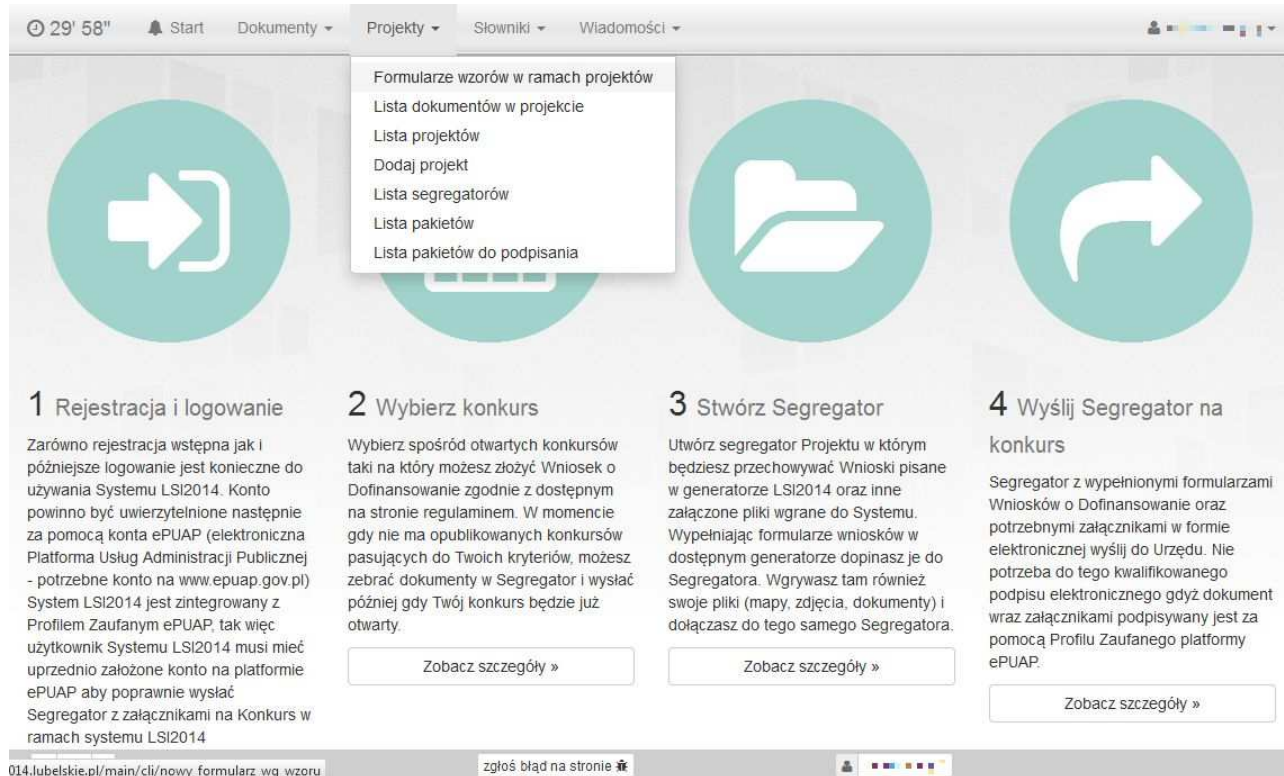 29' 58" Start Dokumenty Projekty Słowniki Wiadomości
Formularze wzorów w ramach projektów
Lista dokumentów w projekcie
Lista projektów
Dodaj projekt
Lista segregatorów
Lista pakietów
Lista pakietów do podpisania
1 Rejestracja i logowanie
Zarówno rejestracja wstępna jak i
późniejsze logowanie jest konieczne do
używania Systemu LSI2014. Konto
powinno być uwierzytelnione następnie
za pomocą konta ePUAP (elektroniczna
Platforma Usług Administracji Publicznej
- potrzebne konto na www.epuap.gov.pl)
System LSI2014 jest zintegrowany z
Profilem Zaufanym ePUAP, tak więc
użytkownik Systemu LSI2014 musi mieć
uprzednio założone konto na platformie
ePUAP aby poprawnie wysłać
Segregator z załącznikami na Konkurs w
ramach systemu LSI2014
2 Wybierz konkurs
Wybierz spośród otwartych konkursów
taki na który możesz złożyć Wniosek o
Dofinansowanie zgodnie z dostępnym
na stronie regulaminem. W momencie
gdy nie ma opublikowanych konkursów
pasujących do Twoich kryteriów, możesz
zebrać dokumenty w Segregator i wysłać
później gdy Twój konkurs będzie już
otwarty.
Zobacz szczegóły »
3 Stwórz Segregator
Utwórz segregator Projektu w którym
będziesz przechowywać Wnioski pisane
w generatorze LSI2014 oraz inne
załączone pliki wgrane do Systemu.
Wypełniając formularze wniosków w
dostępnym generatorze dopinasz je do
Segregatora. Wgrywasz tam również
swoje pliki (mapy, zdjęcia, dokumenty) i
dołączasz do tego samego Segregatora.
Zobacz szczegóły »
4 Wyślij Segregator na
konkurs
Segregator z wypełnionymi formularzami
Wniosków o Dofinansowanie oraz
potrzebnymi załącznikami w formie
elektronicznej wyślij do Urzędu. Nie
potrzeba do tego kwalifikowanego
podpisu elektronicznego gdyż dokument
wraz załącznikami podpisywany jest za
pomocą Profilu Zaufanego platformy
ePUAP.
Zobacz szczegóły »
014.lubelskie.pl/main/cli/nowy_formularz_wg_wzoru
zgłoś błąd na stronie